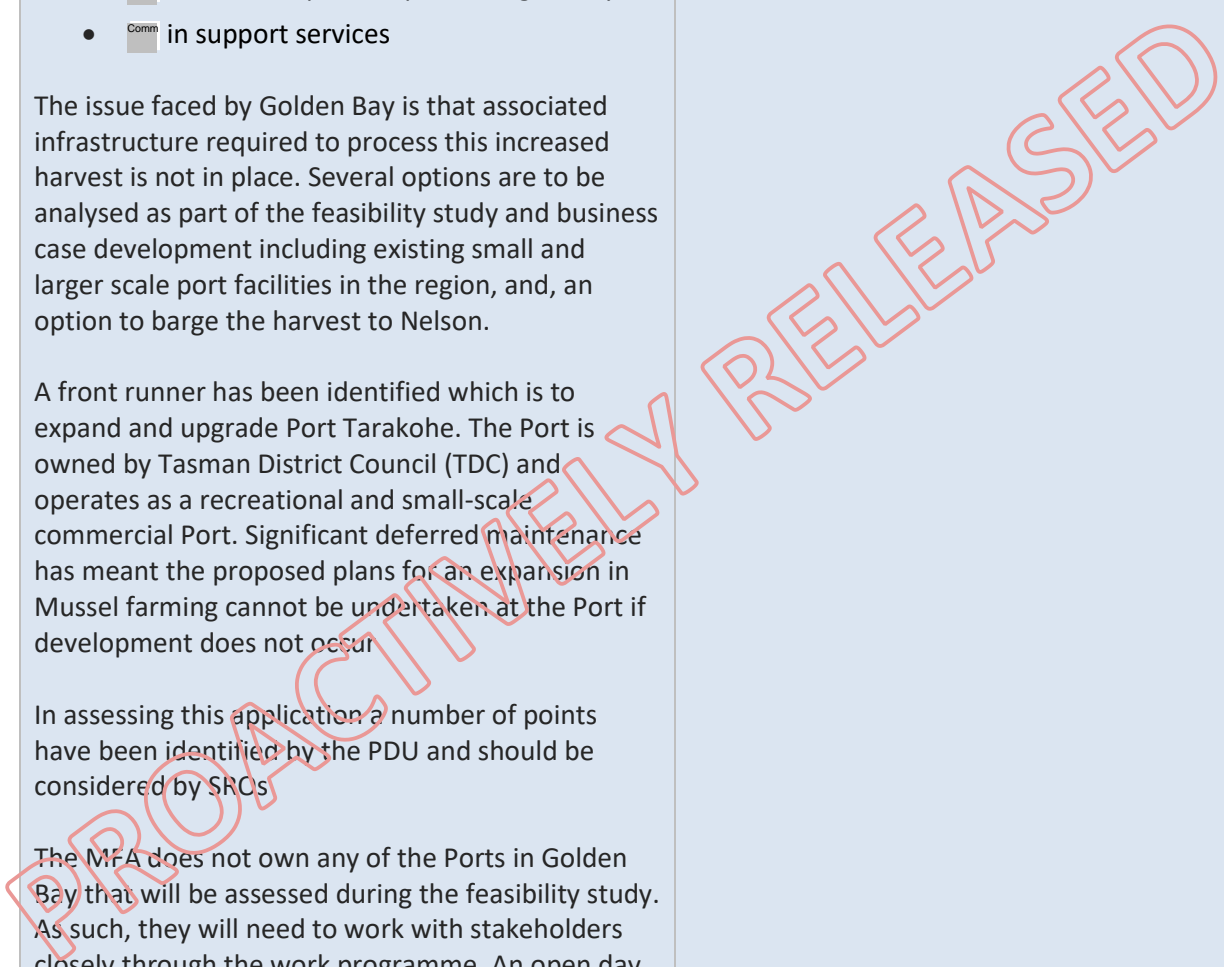 • Comm in support services
The issue faced by Golden Bay is that associated
infrastructure required to process this increased
harvest is not in place. Several options are to be
analysed as part of the feasibility study and business
case development including existing small and
larger scale port facilities in the region, and, an
option to barge the harvest to Nelson.
A front runner has been identified which is to
expand and upgrade Port Tarakohe. The Port is
owned by Tasman District Council (TDC) and
operates as a recreational and small-scale
commercial Port. Significant deferred maintenance
has meant the proposed plans for an expansion in
Mussel farming cannot be undertaken at the Port if
development does not occur
In assessing this application a number of points
have been identified by the PDU and should be
considered by SROs
The MFA does not own any of the Ports in Golden
Bay that will be assessed during the feasibility study.
As such, they will need to work with stakeholders
closely through the work programme. An open day
PROACTIVELY RELEASED